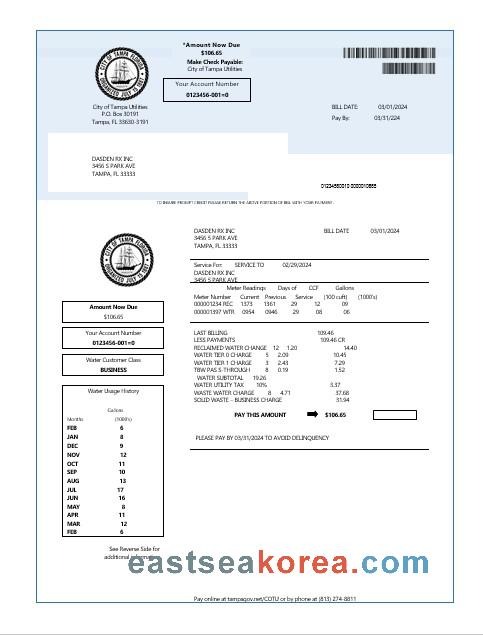 *Amount Now Due
$106.65
Make Check Payable:
City of Tampa Utilities
Your Account Number
0123456-001=0
CITY OF TAMPA, FLORIDA
ORGANIZED JULY 15 1887
City of Tampa Utilities
P.O. Box 30191
Tampa, FL 33630-3191
BILL DATE: 03/01/2024
Pay By: 03/31/224
DASDEN RX INC
3456 S PARK AVE
TAMPA, FL 33333
TO INSURE PROMPT CREDIT PLEASE RETURN THE ABOVE PORTION OF BILL WITH YOUR PAYMENT.
CITY OF TAMPA, FLORIDA
ORGANIZED JULY 15 1887
DASDEN RX INC BILL DATE 03/01/2024
3456 S PARK AVE
TAMPA, FL 33333
Service For: SERVICE TO 02/29/2024
DASDEN RX INC
3456 S PARK AVE
Meter Readings Days of CCF Gallons
Meter Number Current Previous Service (100 cuft) (1000's)
000001234 REC 1373 1361 29 12 09
000001397 WTR 0954 0946 29 08 06
Amount Now Due
$106.65
Your Account Number
0123456-001=0
Water Customer Class
BUSINESS
Water Usage History
Gallons
Months (1000's)
FEB 6
JAN 8
DEC 9
NOV 12
OCT 11
SEP 10
AUG 13
JUL 17
JUN 16
MAY 8
APR 11
MAR 12
FEB 6
See Reverse Side for
additional
LAST BILLING 109.46
LESS PAYMENTS 109.46 CR
RECLAIMED WATER CHANGE 12 1.20 14.40
WATER TIER 0 CHARGE 5 2.09 10.45
WATER TIER 1 CHARGE 3 2.43 7.29
TBW PAS S-THROUGH 8 0.19 1.52
WATER SUBTOTAL 19.26
WATER UTILITY TAX 10% 3.37
WASTE WATER CHARGE 8 4.71 37.68
SOLID WASTE – BUSINESS CHARGE 31.94
PAY THIS AMOUNT $106.65
PLEASE PAY BY 03/31/2024 TO AVOID DELINQUENCY
eastseakorea.com
Pay online at tampagov.net/COTU or by phone at (813) 274-8811